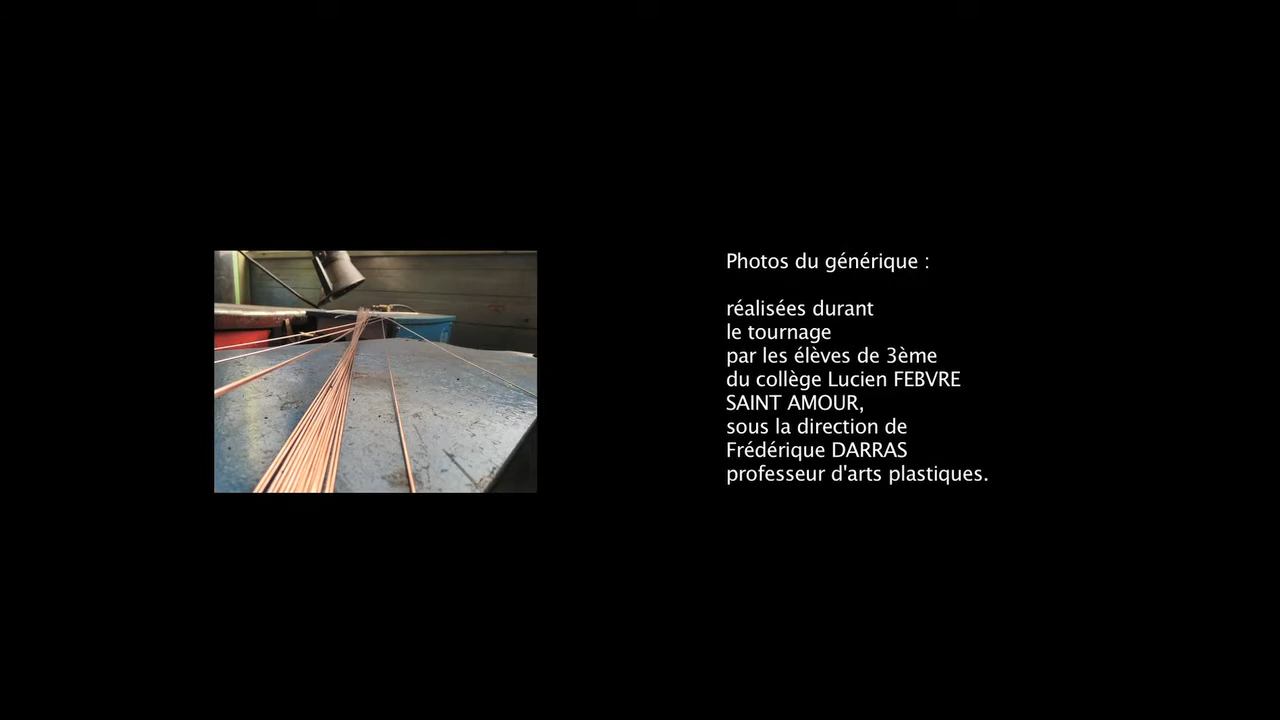 Photos du générique :
réalisées durant
le tournage
par les élèves de 3ème
du collège Lucien FEBVRE
SAINT AMOUR,
sous la direction de
Frédérique DARRAS
professeur d'arts plastiques.